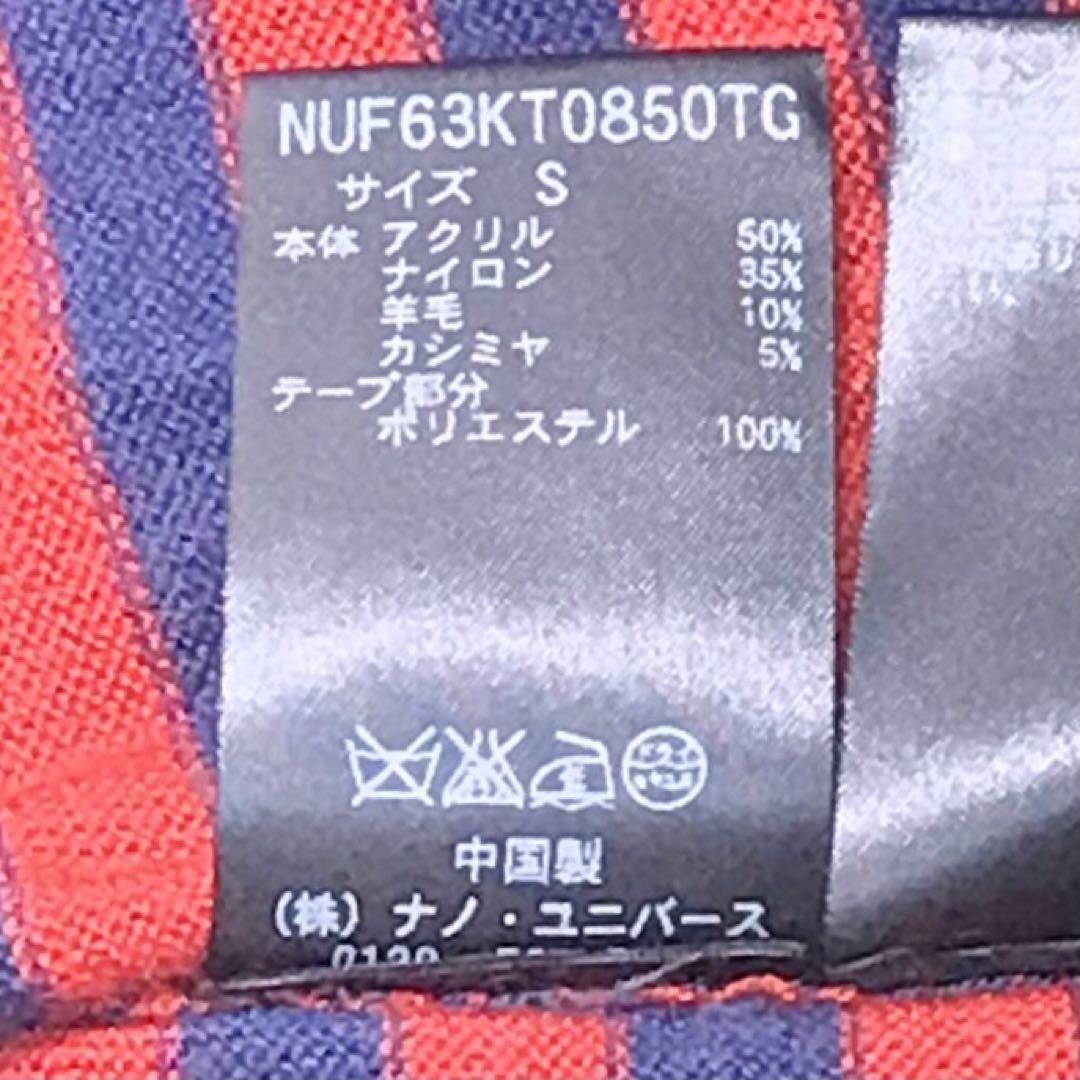 NUF63KT0850TG
サイズ S
本体 アクリル 50%
ナイロン 35%
羊毛 10%
カシミヤ 5%
テープ部分
ポリエステル 100%
中国製
(株) ナノ・ユニバース